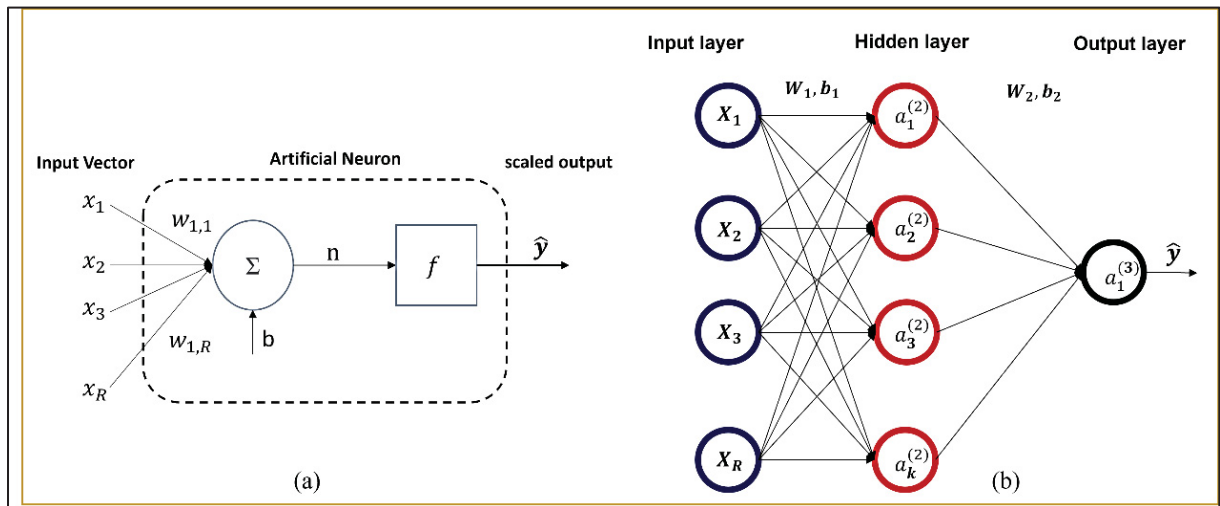 Input Vector
Artificial Neuron
scaled output
x₁
w₁,₁
x₂
x₃
x_R
w₁,R
Σ
n
f
ŷ
b
(a)
Input layer
Hidden layer
Output layer
W₁, b₁
W₂, b₂
X₁
X₂
X₃
X_R
a₁⁽²⁾
a₂⁽²⁾
a₃⁽²⁾
a_k⁽²⁾
a₁⁽³⁾
ŷ
(b)